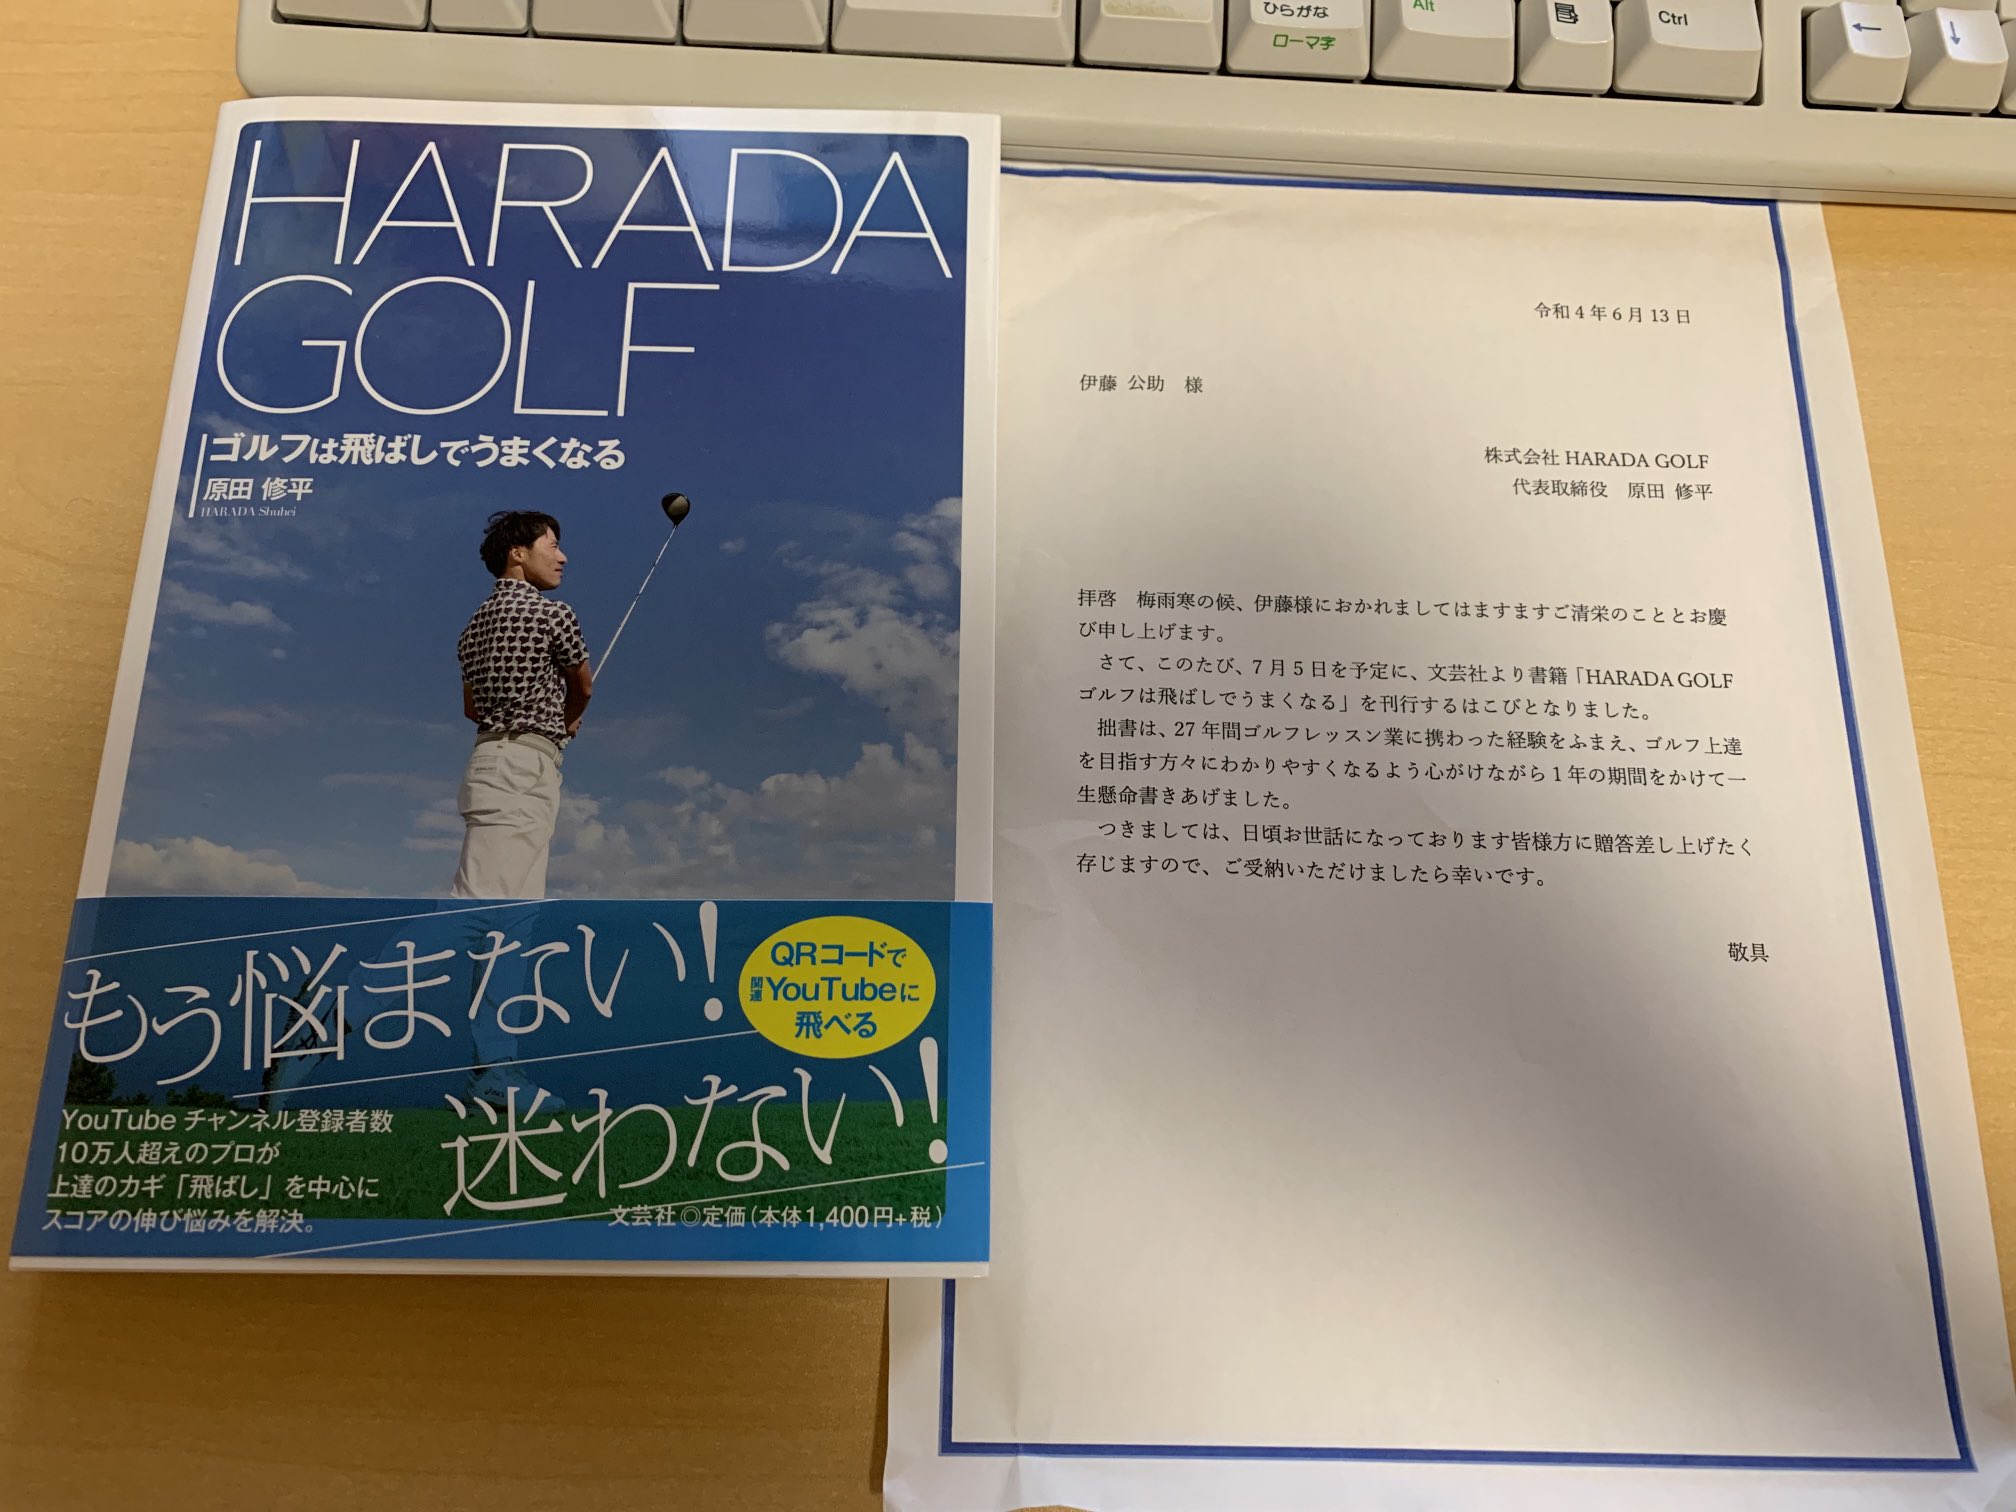 ひらがな
ローマ字
Alt
Ctrl
←
↓
HARADA
GOLF
ゴルフは飛ばしでうまくなる
原田 修平
HARADA Shuhei
もう悩まない!
QRコードで
関連YouTubeに
飛べる
迷わない!
YouTubeチャンネル登録者数
10万人超えのプロが
上達のカギ「飛ばし」を中心に
スコアの伸び悩みを解決。
文芸社◎定価(本体1,400円+税)
令和4年6月13日
伊藤 公助 様
株式会社 HARADA GOLF
代表取締役 原田 修平
拝啓 梅雨寒の候、伊藤様におかれましてはますますご清栄のこととお慶
び申し上げます。
さて、このたび、7月5日を予定に、文芸社より書籍「HARADA GOLF
ゴルフは飛ばしでうまくなる」を刊行するはこびとなりました。
拙書は、27年間ゴルフレッスン業に携わった経験をふまえ、ゴルフ上達
を目指す方々にわかりやすくなるよう心がけながら1年の期間をかけて一
生懸命書きあげました。
つきましては、日頃お世話になっております皆様方に贈答差し上げたく
存じますので、ご受納いただけましたら幸いです。
敬具